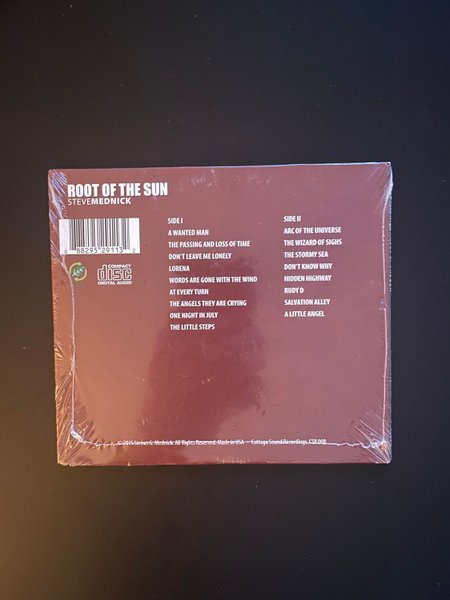 ROOT OF THE SUN
STEVEMEDNICK
8 88295 29113 2
COMPACT
disc
DIGITAL AUDIO
SIDE I
A WANTED MAN
THE PASSING AND LOSS OF TIME
DON'T LEAVE ME LONELY
LORENA
WORDS ARE GONE WITH THE WIND
AT EVERY TURN
THE ANGELS THEY ARE CRYING
ONE NIGHT IN JULY
THE LITTLE STEPS
SIDE II
ARC OF THE UNIVERSE
THE WIZARD OF SIGHS
THE STORMY SEA
DON'T KNOW WHY
HIDDEN HIGHWAY
RUDY D
SALVATION ALLEY
A LITTLE ANGEL
© 2015 Steven G. Mednick. All Rights Reserved. Made in USA ~ Cottage Sound Recordings. CSR 008